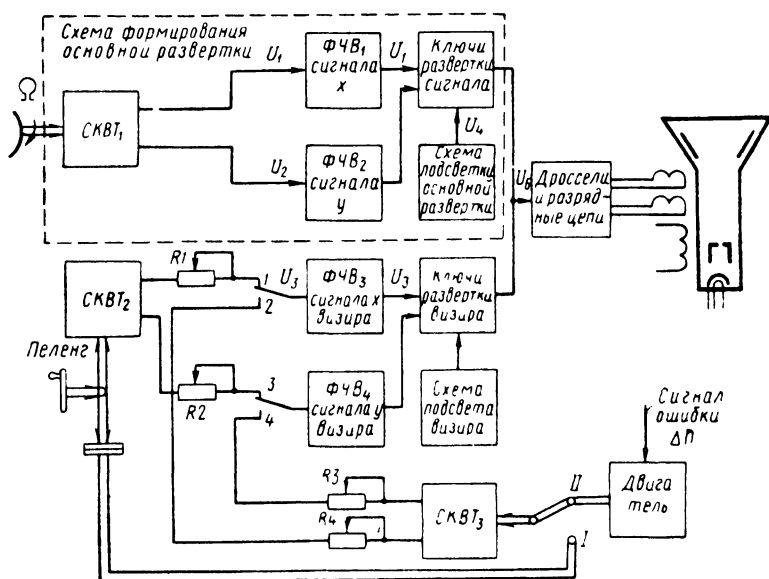 Схема формирования
основной развертки
Ω
СКВТ1
U1
ФЧВ1
сигнала
х
U1
Ключи
развертки
сигнала
U2
ФЧВ2
сигнала
у
U4
Схема
подсветки
основной
развертки
U6
Дроссели
и разряд-
ные цепи
СКВТ2
R1
1
2
U3
ФЧВ3
сигнала х
визира
U3
Ключи
развертки
визира
Пеленг
R2
3
4
ФЧВ4
сигнала у
визира
Схема
подсвета
визира
Сигнал
ошибки
ΔП
R3
R4
СКВТ3
II
I
Двига
тель